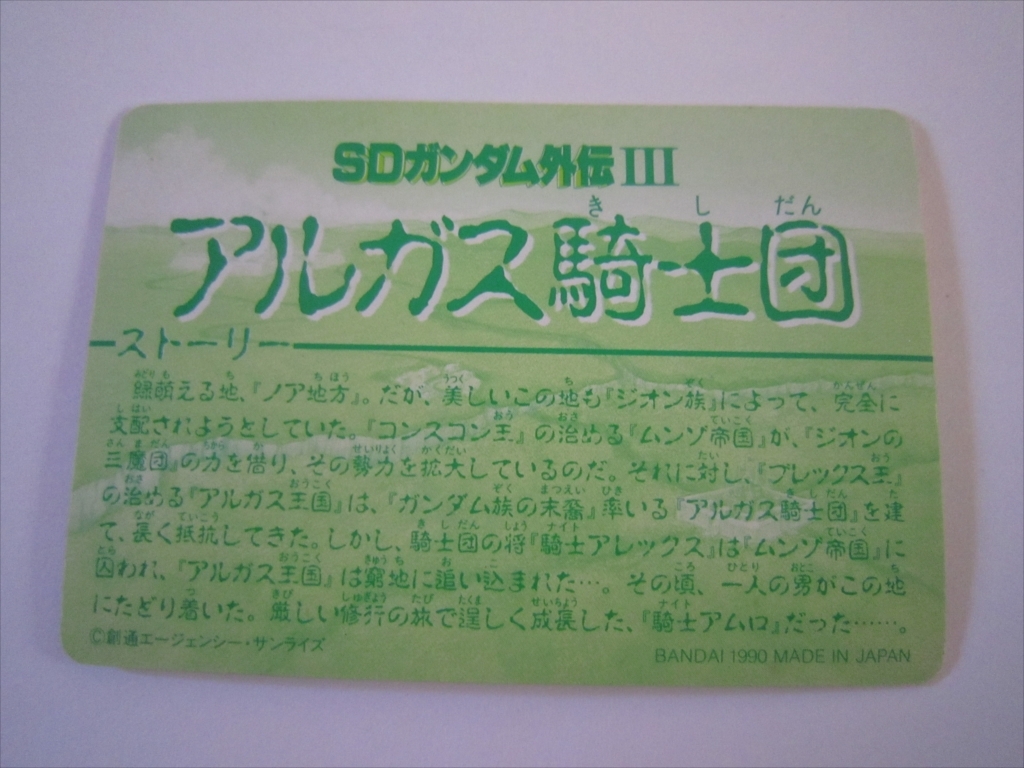 SDガンダム外伝III
アルガス騎士団
きしだん
ストーリー
緑萌える地、『ノア地方』。だが、美しいこの地も『ジオン族』によって、完全に
支配されようとしていた。『コンスコン王』の治める『ムンゾ帝国』が、『ジオンの
三魔団』の力を借り、その勢力を拡大しているのだ。それに対し、『ブレックス王』
の治める『アルガス王国』は、『ガンダム族の末裔』率いる『アルガス騎士団』を建
て、長く抵抗してきた。しかし、騎士団の将『騎士アレックス』は『ムンゾ帝国』に
囚われ、『アルガス王国』は窮地に追い込まれた…。その頃、一人の男がこの地
にたどり着いた。厳しい修行の旅で逞しく成長した、『騎士アムロ』だった……。
©創通エージェンシー・サンライズ
BANDAI 1990 MADE IN JAPAN